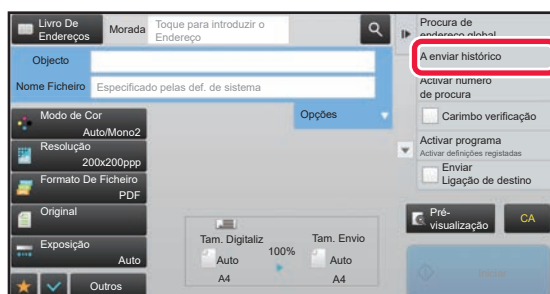 Livro De
Endereços
Morada
Toque para introduzir o
Endereço
Procura de
endereço global
A enviar histórico
Activar número
de procura
Carimbo verificação
Activar programa
Activar definições registadas
Enviar
Ligação de destino
Pré-
visualização
CA
Iniciar
Objecto
Nome Ficheiro
Especificado pelas def. de sistema
Opções
Modo de Cor
Auto/Mono2
Resolução
200x200ppp
Formato De Ficheiro
PDF
Original
Exposição
Auto
Outros
Tam. Digitaliz
Auto
A4
100%
Tam. Envio
Auto
A4